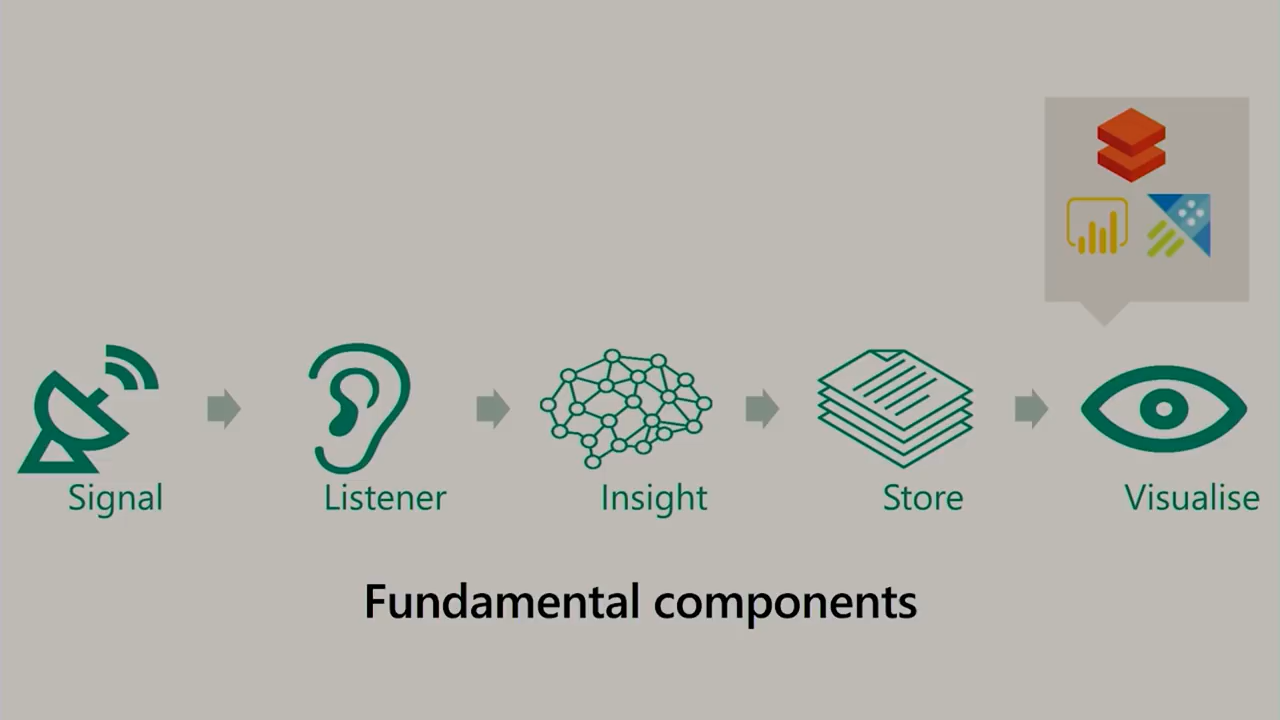 Signal
Listener
Insight
Store
Visualise
Fundamental components